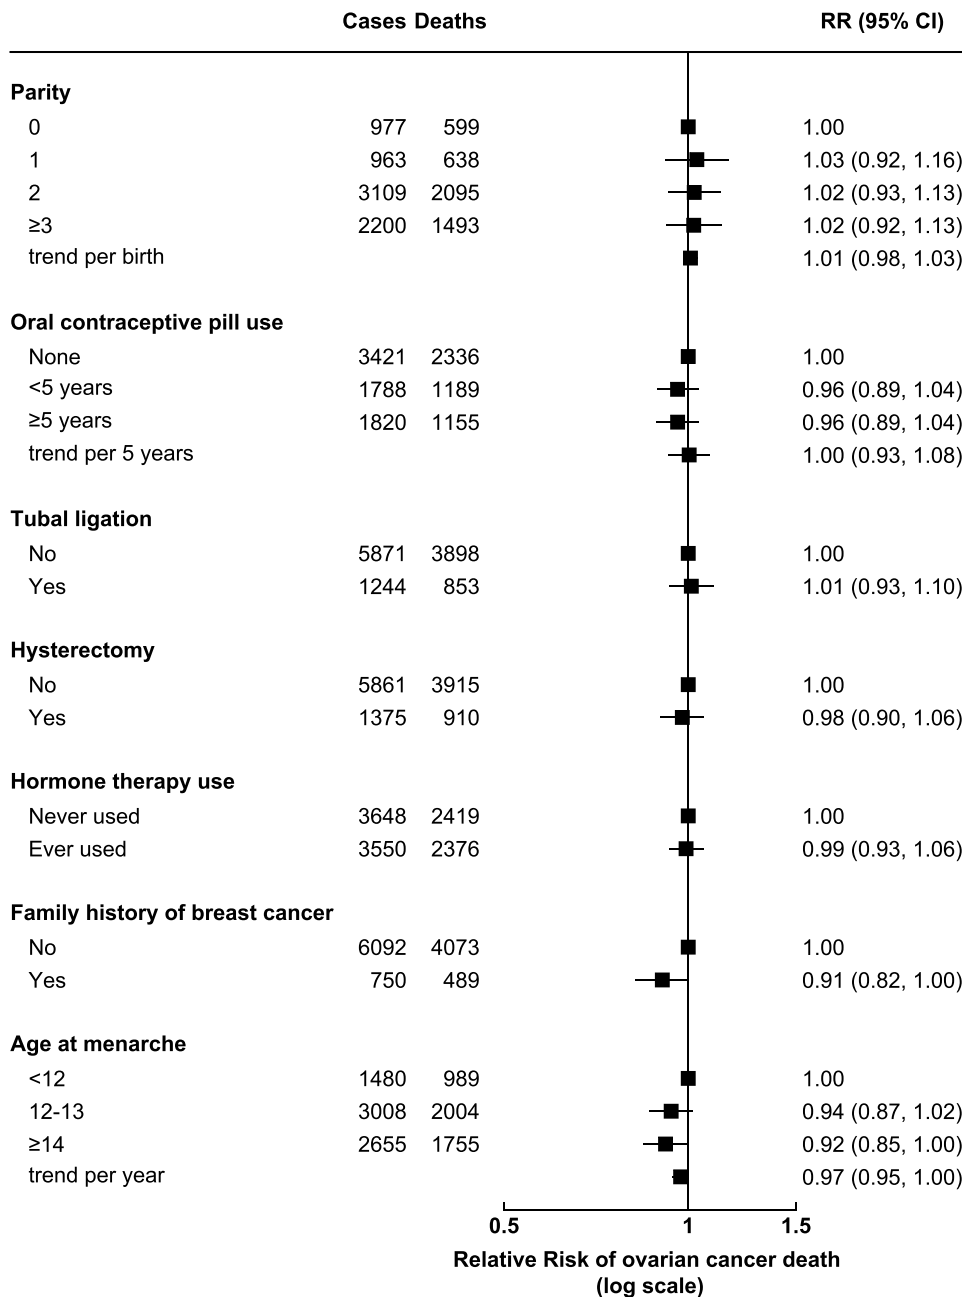 Cases Deaths RR (95% CI)
Parity
0 977 599 1.00
1 963 638 1.03 (0.92, 1.16)
2 3109 2095 1.02 (0.93, 1.13)
≥3 2200 1493 1.02 (0.92, 1.13)
trend per birth 1.01 (0.98, 1.03)
Oral contraceptive pill use
None 3421 2336 1.00
<5 years 1788 1189 0.96 (0.89, 1.04)
≥5 years 1820 1155 0.96 (0.89, 1.04)
trend per 5 years 1.00 (0.93, 1.08)
Tubal ligation
No 5871 3898 1.00
Yes 1244 853 1.01 (0.93, 1.10)
Hysterectomy
No 5861 3915 1.00
Yes 1375 910 0.98 (0.90, 1.06)
Hormone therapy use
Never used 3648 2419 1.00
Ever used 3550 2376 0.99 (0.93, 1.06)
Family history of breast cancer
No 6092 4073 1.00
Yes 750 489 0.91 (0.82, 1.00)
Age at menarche
<12 1480 989 1.00
12-13 3008 2004 0.94 (0.87, 1.02)
≥14 2655 1755 0.92 (0.85, 1.00)
trend per year 0.97 (0.95, 1.00)
0.5 1 1.5
Relative Risk of ovarian cancer death
(log scale)